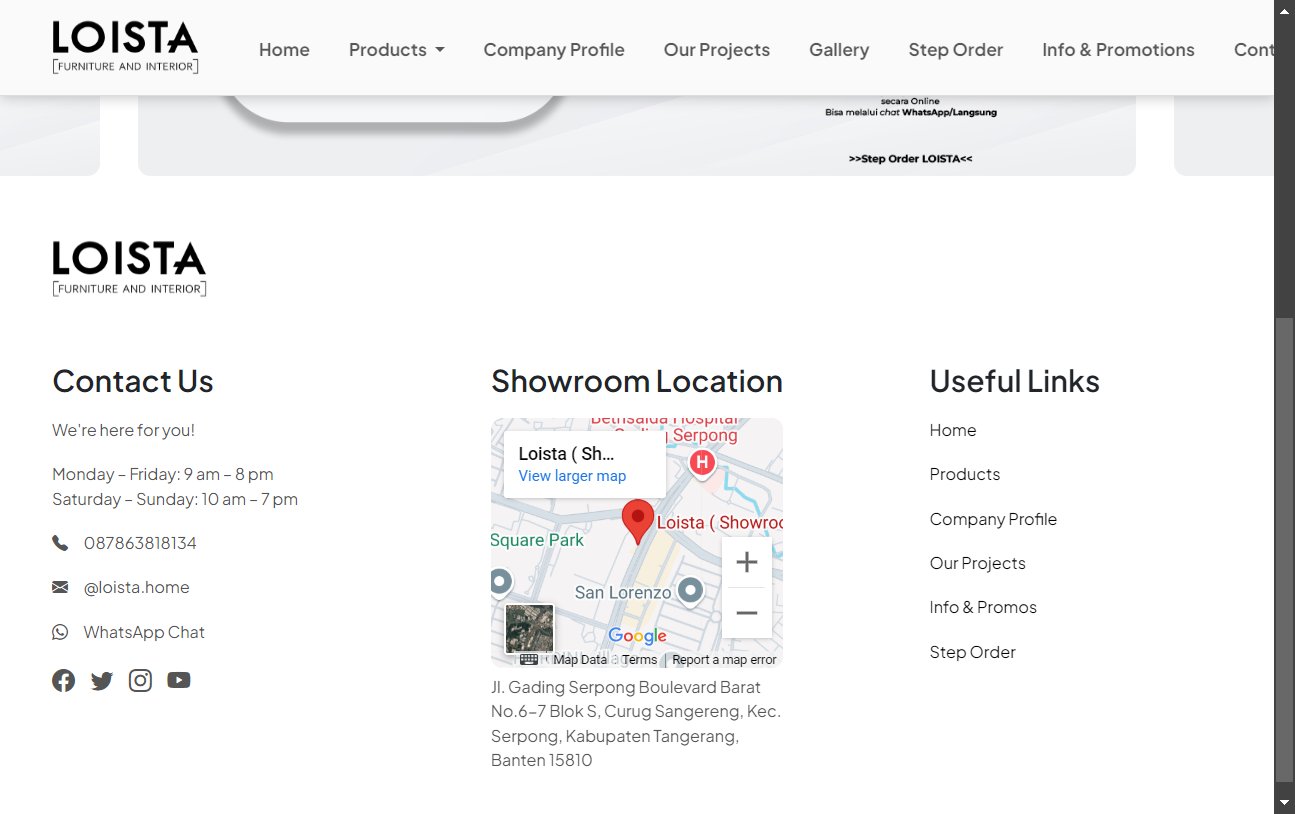 LOISTA
[FURNITURE AND INTERIOR]
Home
Products
Company Profile
Our Projects
Gallery
Step Order
Info & Promotions
Cont
secara Online
Bisa melalui chat WhatsApp/Langsung
>>Step Order LOISTA<<
LOISTA
[FURNITURE AND INTERIOR]
Contact Us
We're here for you!
Monday – Friday: 9 am – 8 pm
Saturday – Sunday: 10 am – 7 pm
087863818134
@loista.home
WhatsApp Chat
Showroom Location
Bethsaida Hospital
Gading Serpong
H
Loista ( Sh...
View larger map
Loista ( Showroo
Square Park
San Lorenzo
Google
Map Data
Terms
Report a map error
Jl. Gading Serpong Boulevard Barat
No.6-7 Blok S, Curug Sangereng, Kec.
Serpong, Kabupaten Tangerang,
Banten 15810
Useful Links
Home
Products
Company Profile
Our Projects
Info & Promos
Step Order